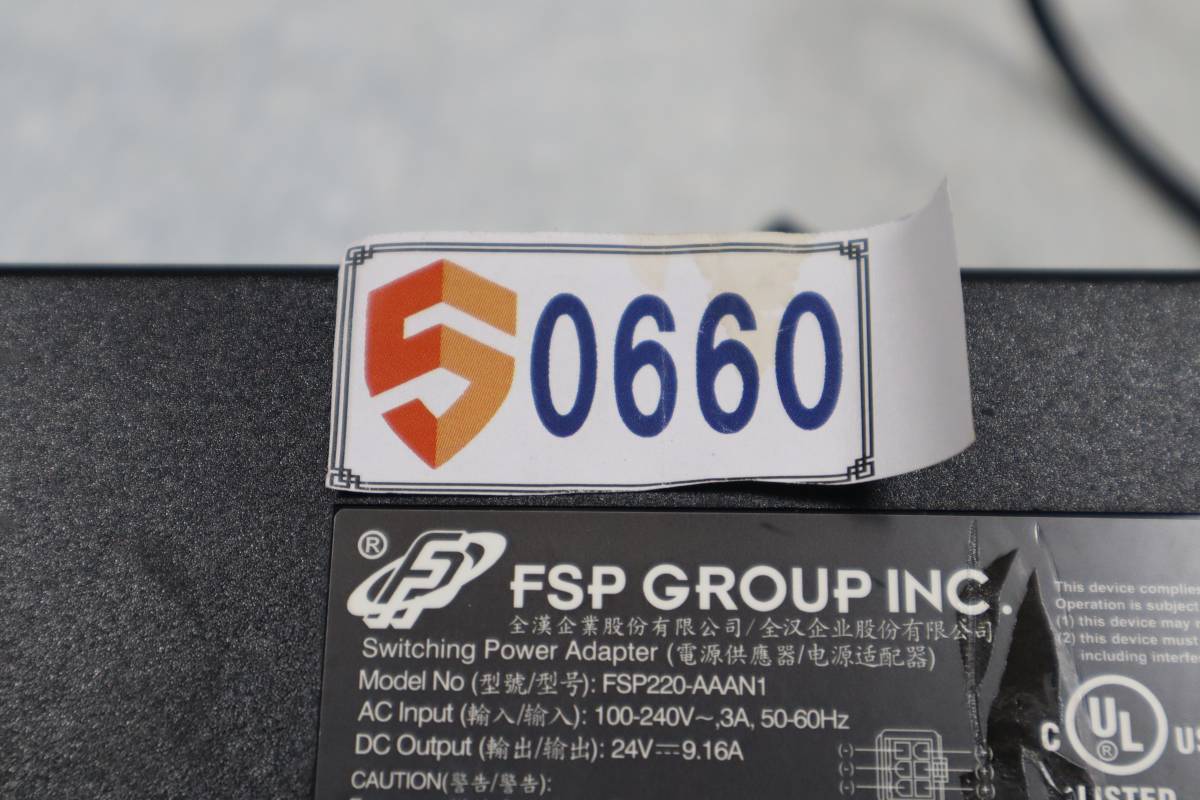 0660
® FSP
FSP GROUP INC.
全漢企業股份有限公司/全汉企业股份有限公司
Switching Power Adapter (電源供應器/电源适配器)
Model No (型號/型号): FSP220-AAAN1
AC Input (輸入/输入): 100-240V~,3A, 50-60Hz
DC Output (輸出/输出): 24V⎓9.16A
CAUTION(警告/警告):
This device complie
Operation is subject
(1) this device may n
(2) this device must
including interfe
C UL ® US
LISTED